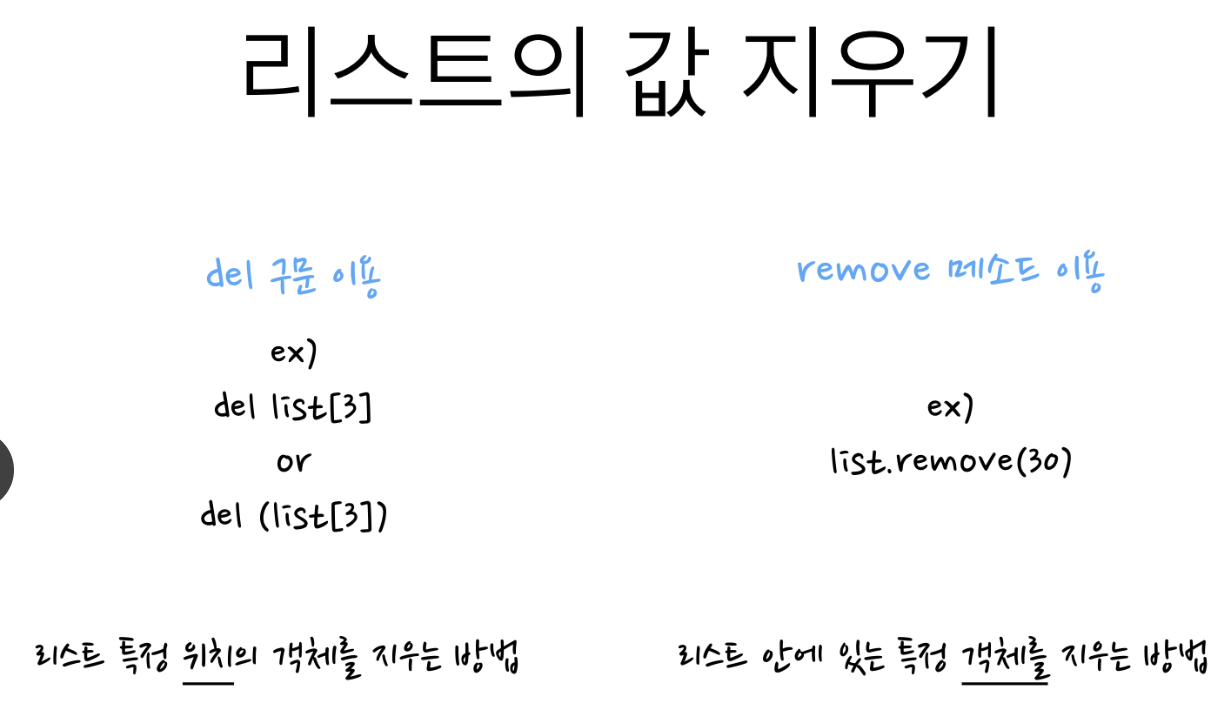 리스트의 값 지우기
del 구문 이용
ex)
del list[3]
or
del (list[3])
리스트 특정 위치의 객체를 지우는 방법
remove 메소드 이용
ex)
list.remove(30)
리스트 안에 있는 특정 객체를 지우는 방법